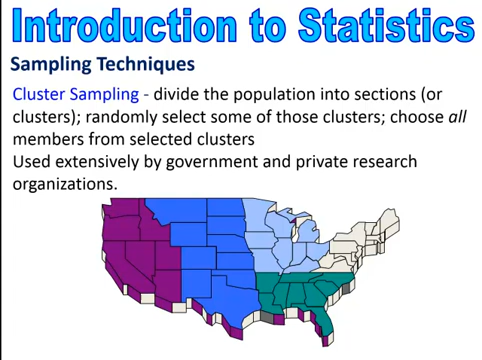 Introduction to Statistics
Sampling Techniques
Cluster Sampling - divide the population into sections (or
clusters); randomly select some of those clusters; choose all
members from selected clusters
Used extensively by government and private research
organizations.